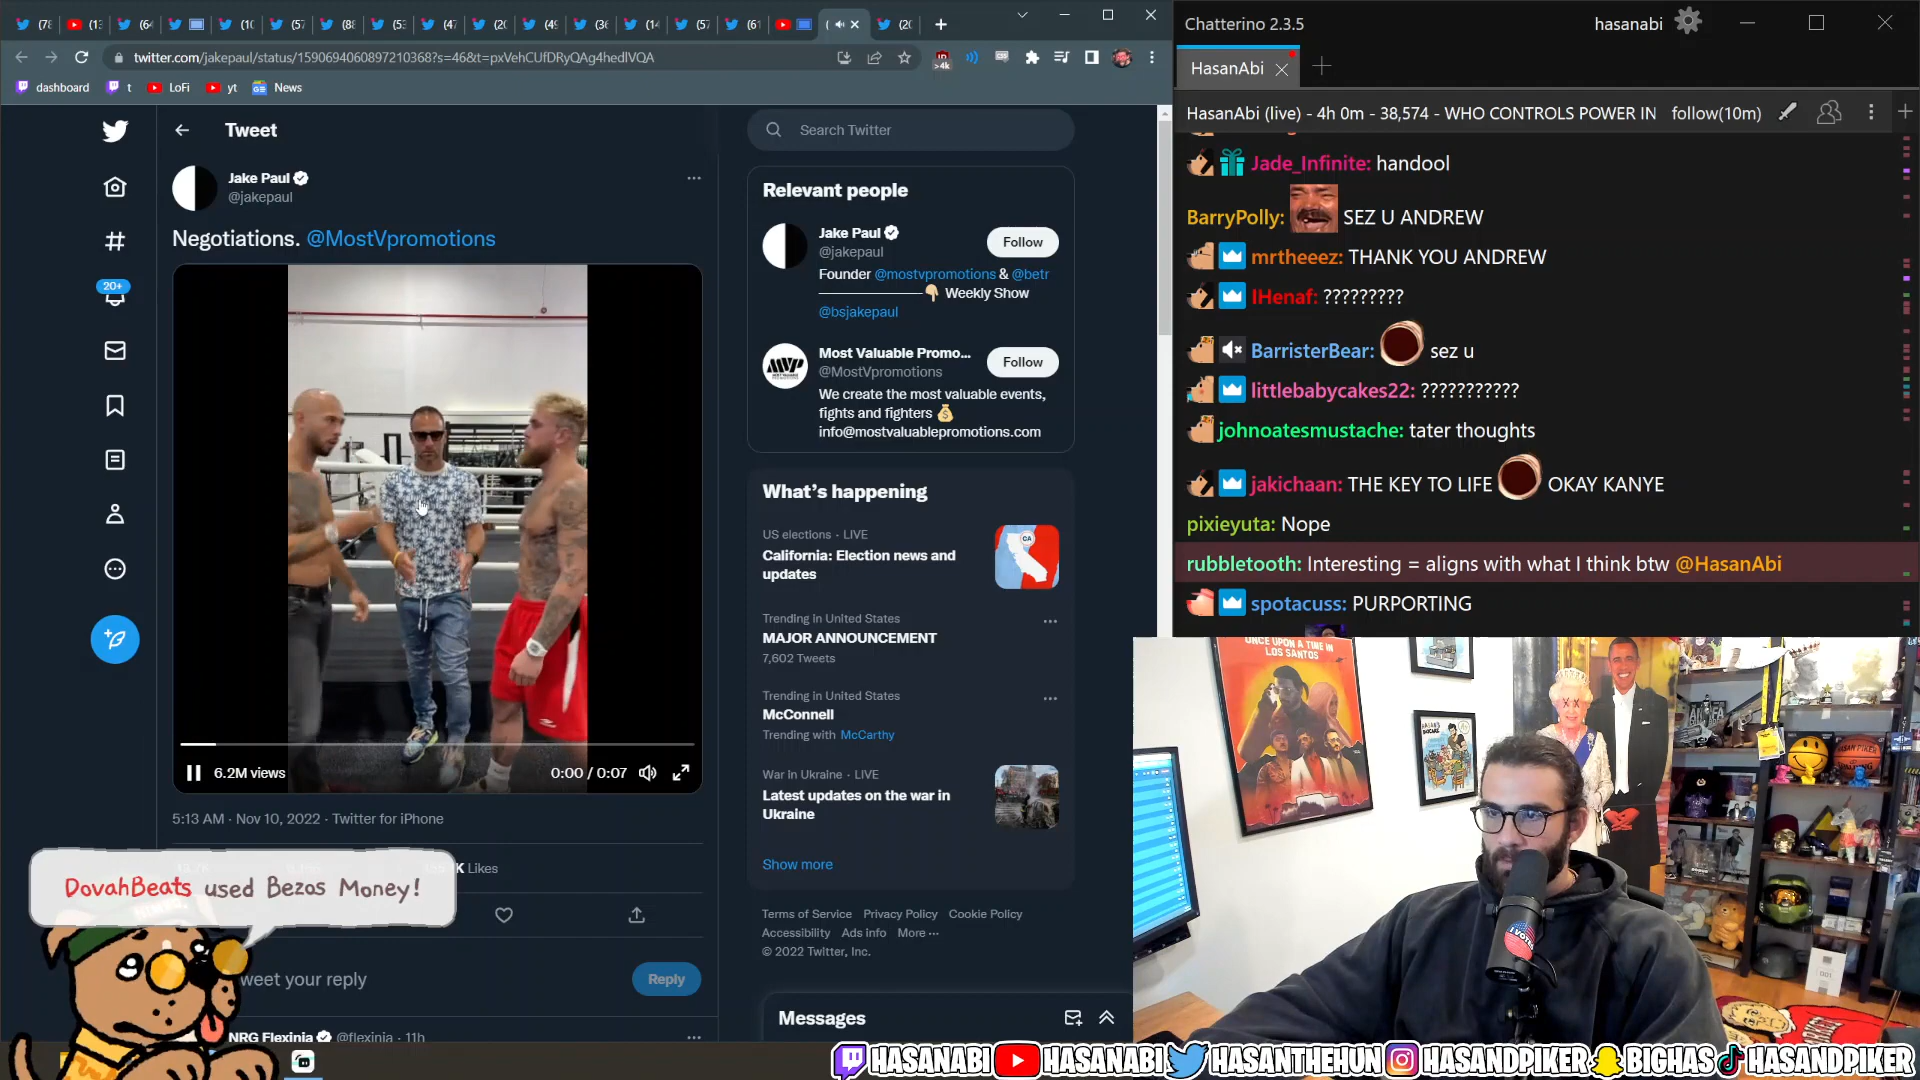 twitter.com/jakepaul/status/1590694060897210368?s=46&t=pxVehCUfDRyQAg4hedlVQA
dashboard
t
LoFi
yt
News
Tweet
Search Twitter
Jake Paul
@jakepaul
Negotiations. @MostVpromotions
20+
6.2M views
0:00 / 0:07
5:13 AM · Nov 10, 2022 · Twitter for iPhone
K Likes
DovahBeats used Bezos Money!
weet your reply
Reply
NRG Flexinia @flexinia · 11h
Relevant people
Jake Paul
@jakepaul
Follow
Founder @mostvpromotions & @betr
Weekly Show
@bsjakepaul
Most Valuable Promo...
@MostVpromotions
Follow
MVP
We create the most valuable events,
fights and fighters
info@mostvaluablepromotions.com
What's happening
US elections · LIVE
California: Election news and
updates
CA
Trending in United States
MAJOR ANNOUNCEMENT
7,602 Tweets
Trending in United States
McConnell
Trending with McCarthy
War in Ukraine · LIVE
Latest updates on the war in
Ukraine
Show more
Terms of Service Privacy Policy Cookie Policy
Accessibility Ads info More ···
© 2022 Twitter, Inc.
Messages
Chatterino 2.3.5
hasanabi
HasanAbi
HasanAbi (live) - 4h 0m - 38,574 - WHO CONTROLS POWER IN
follow(10m)
Jade_Infinite: handool
BarryPolly: SEZ U ANDREW
mrtheeez: THANK YOU ANDREW
IHenaf: ?????????
BarristerBear: sez u
littlebabycakes22: ???????????
johnoatesmustache: tater thoughts
jakichaan: THE KEY TO LIFE OKAY KANYE
pixieyuta: Nope
rubbletooth: Interesting = aligns with what I think btw @HasanAbi
spotacuss: PURPORTING
ONCE UPON A TIME IN
LOS SANTOS
I VOTED
HASANABI HASANABI HASANTHEHUN HASANDPIKER BIGHAS HASANDPIKER